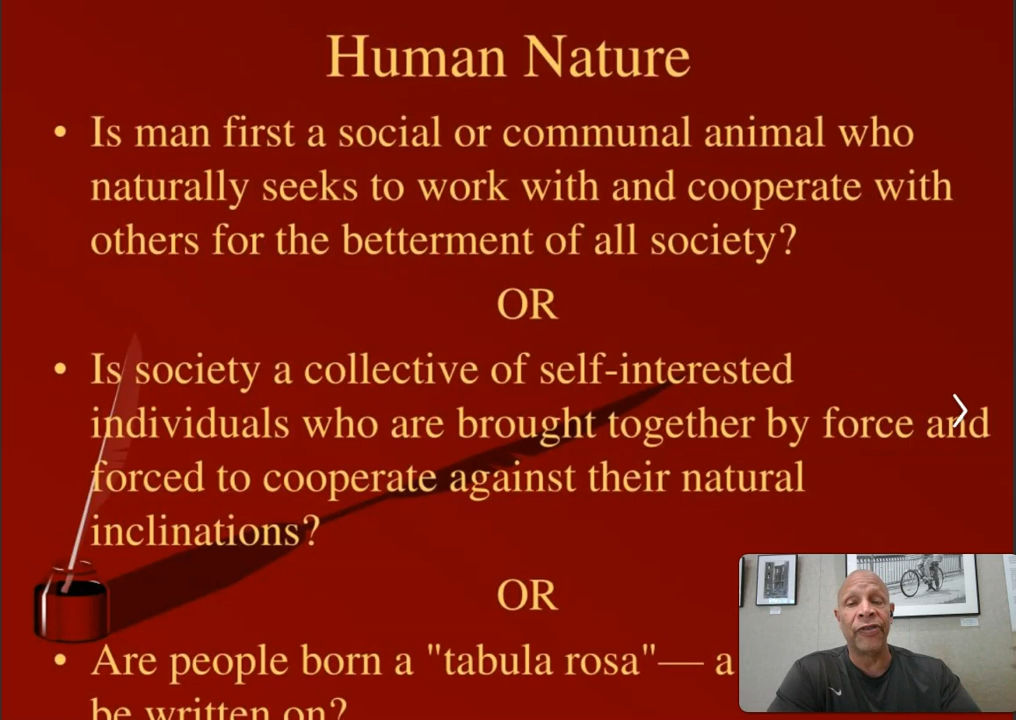 Human Nature
• Is man first a social or communal animal who
naturally seeks to work with and cooperate with
others for the betterment of all society?
OR
• Is society a collective of self-interested
individuals who are brought together by force and
forced to cooperate against their natural
inclinations?
OR
• Are people born a "tabula rosa"— a
be written on?